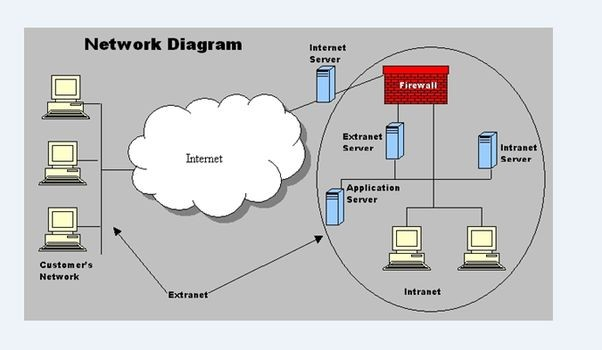 Network Diagram
Internet
Server
Firewall
Extranet
Server
Intranet
Server
Internet
Application
Server
Customer's
Network
Extranet
Intranet